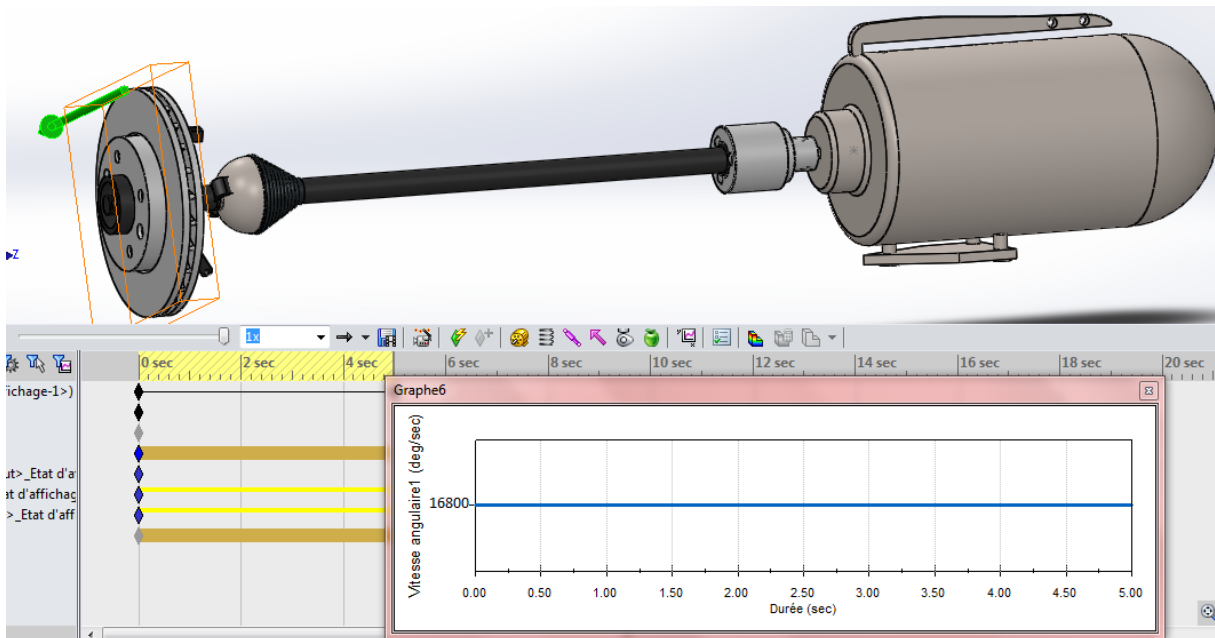 Z
1x
0 sec 2 sec 4 sec 6 sec 8 sec 10 sec 12 sec 14 sec 16 sec 18 sec 20 sec
fichage-1>)
Graphe6
ut>_Etat d'a
at d'affichag
>_Etat d'aff
Vitesse angulaire1 (deg/sec)
16800
0.00 0.50 1.00 1.50 2.00 2.50 3.00 3.50 4.00 4.50 5.00
Durée (sec)